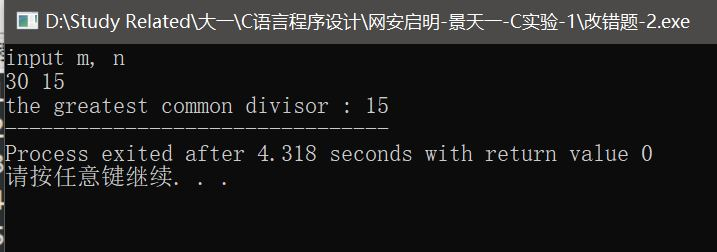 D:\Study Related\大一\C语言程序设计\网安启明-景天一-C实验-1\改错题-2.exe
input m, n
30 15
the greatest common divisor : 15
--------------------------------
Process exited after 4.318 seconds with return value 0
请按任意键继续. . .